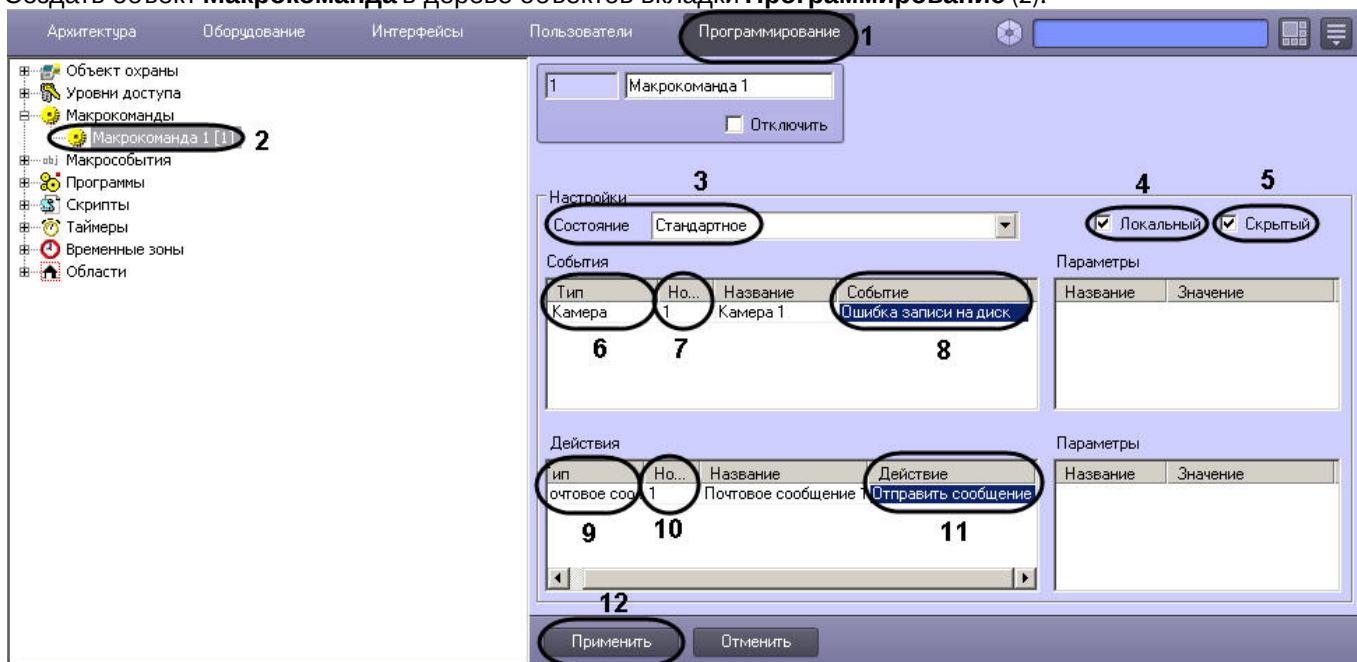 Создать объект Макрокоманда в дереве объектов вкладки Программирование (2).
Архитектура Оборудование Интерфейсы Пользователи Программирование 1
Объект охраны
Уровни доступа
Макрокоманды
Макрокоманда 1 [1] 2
obj Макрособытия
Программы
Скрипты
Таймеры
Временные зоны
Области
1 Макрокоманда 1
Отключить
3 4 5
Настройки
Состояние Стандартное Локальный Скрытый
События Параметры
Тип Но... Название Событие Название Значение
Камера 1 Камера 1 Ошибка записи на диск
6 7 8
Действия Параметры
ип Но... Название Действие Название Значение
очтовое соо 1 Почтовое сообщение 1 Отправить сообщение
9 10 11
12
Применить Отменить